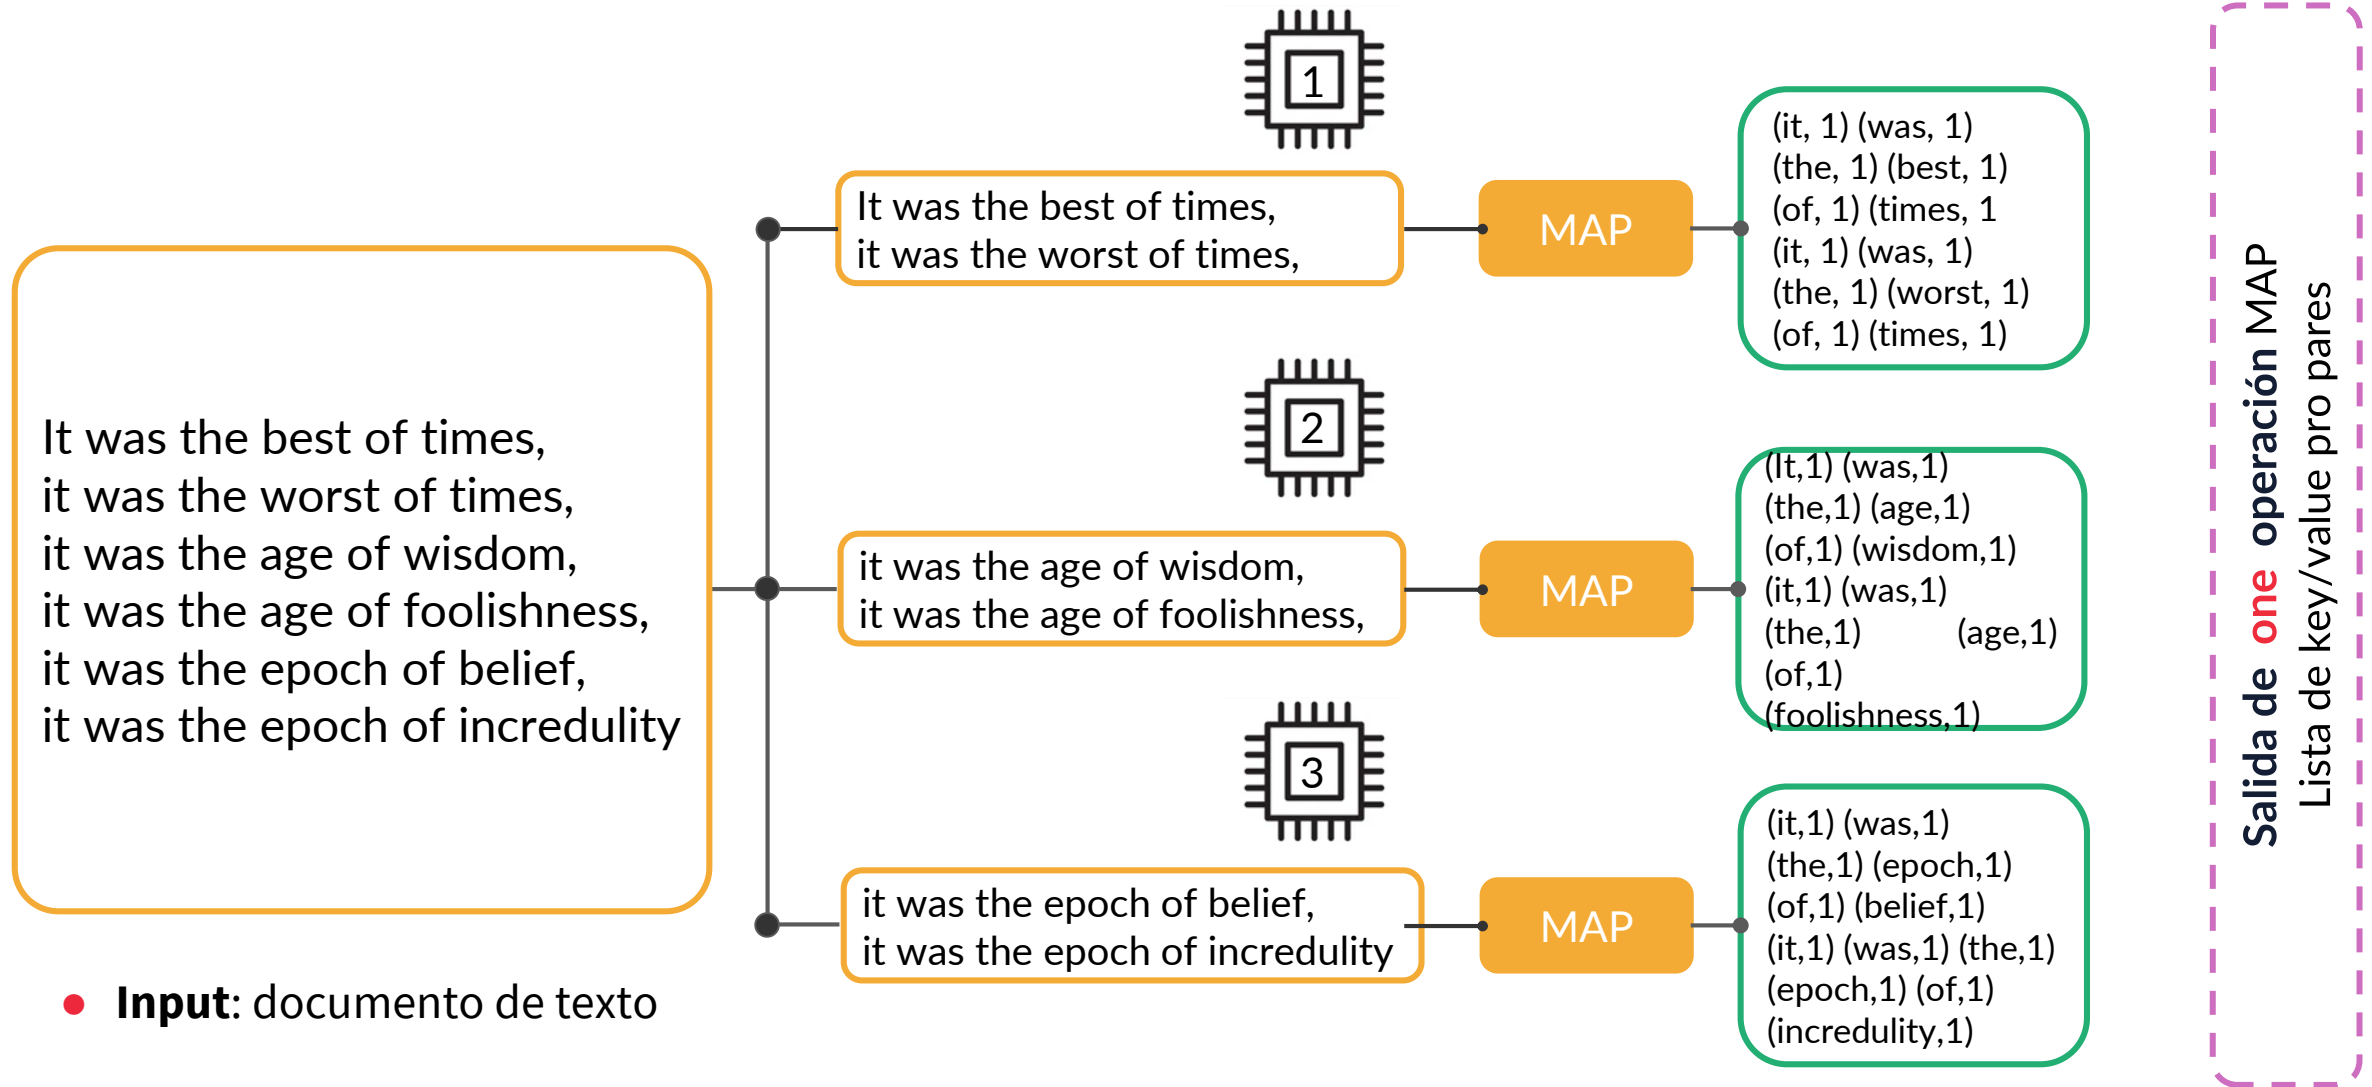 It was the best of times,
it was the worst of times,
it was the age of wisdom,
it was the age of foolishness,
it was the epoch of belief,
it was the epoch of incredulity
Input: documento de texto
1
It was the best of times,
it was the worst of times,
MAP
(it, 1) (was, 1)
(the, 1) (best, 1)
(of, 1) (times, 1
(it, 1) (was, 1)
(the, 1) (worst, 1)
(of, 1) (times, 1)
2
it was the age of wisdom,
it was the age of foolishness,
MAP
(It,1) (was,1)
(the,1) (age,1)
(of,1) (wisdom,1)
(it,1) (was,1)
(the,1) (age,1)
(of,1)
(foolishness,1)
3
it was the epoch of belief,
it was the epoch of incredulity
MAP
(it,1) (was,1)
(the,1) (epoch,1)
(of,1) (belief,1)
(it,1) (was,1) (the,1)
(epoch,1) (of,1)
(incredulity,1)
Salida de one operación MAP
Lista de key/value pro pares